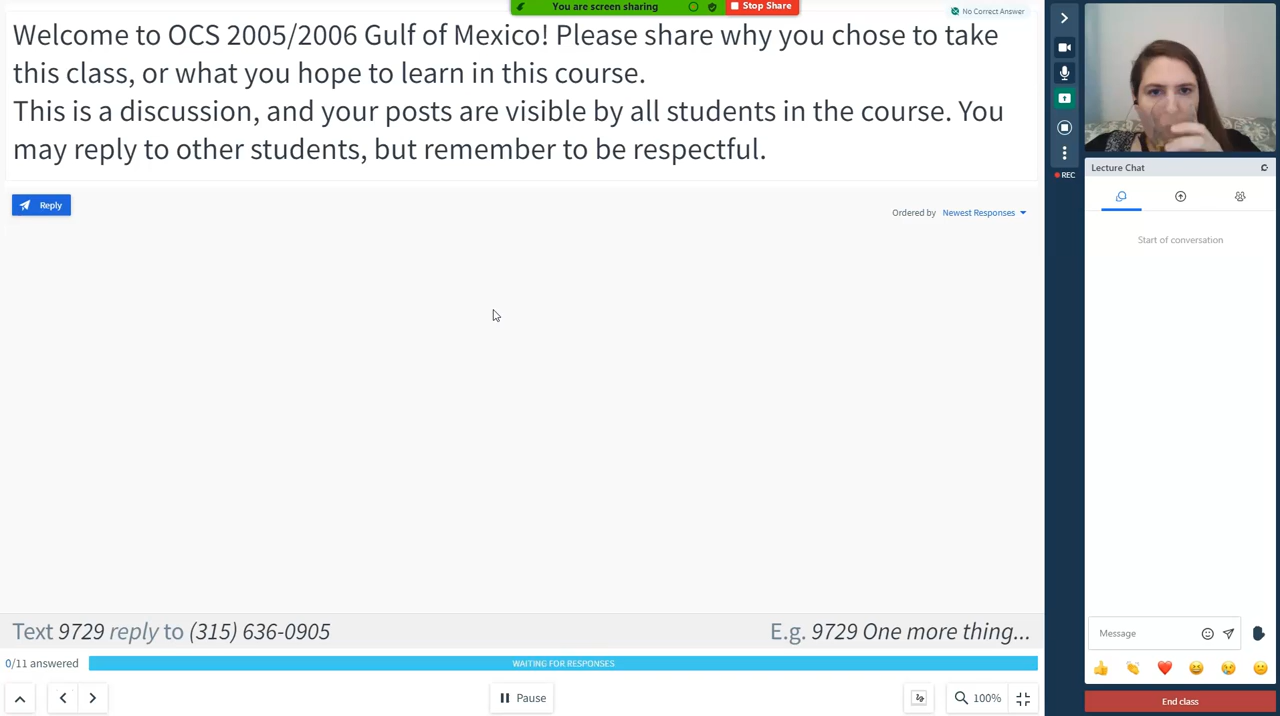 You are screen sharing
Stop Share
No Correct Answer
Welcome to OCS 2005/2006 Gulf of Mexico! Please share why you chose to take
this class, or what you hope to learn in this course.
This is a discussion, and your posts are visible by all students in the course. You
may reply to other students, but remember to be respectful.
Reply
Ordered by Newest Responses
REC
Lecture Chat
Start of conversation
Text 9729 reply to (315) 636-0905
E.g. 9729 One more thing...
0/11 answered
WAITING FOR RESPONSES
Pause
100%
Message
End class